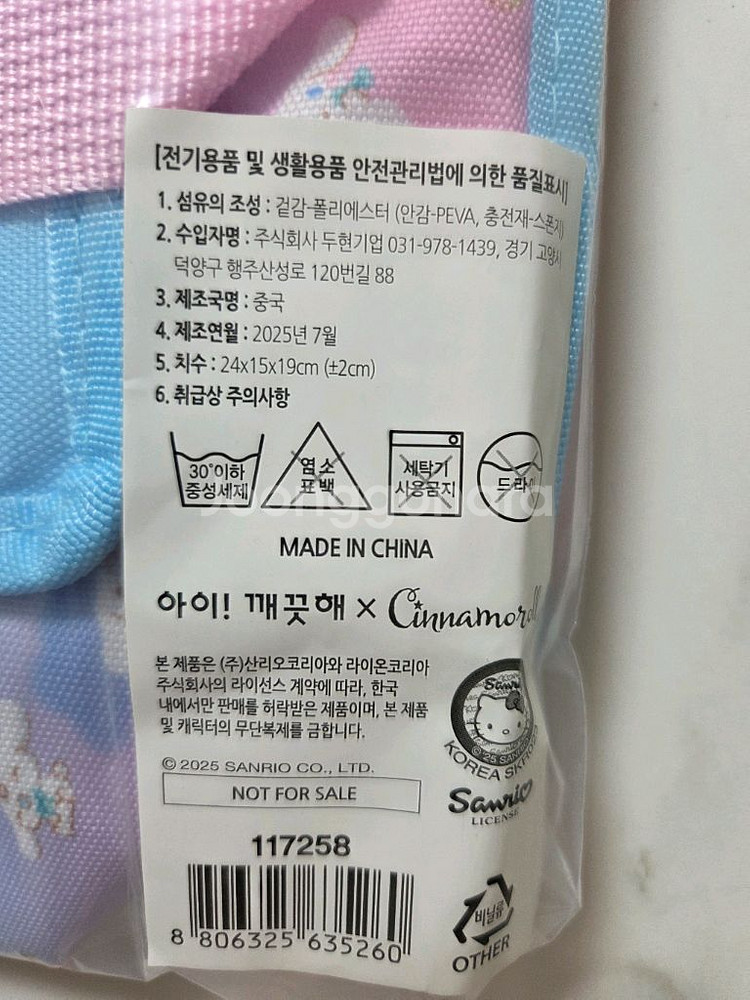 [전기용품 및 생활용품 안전관리법에 의한 품질표시]
1. 섬유의 조성 : 겉감-폴리에스터 (안감-PEVA, 충전재-스폰지)
2. 수입자명 : 주식회사 두현기업 031-978-1439, 경기 고양시
덕양구 행주산성로 120번길 88
3. 제조국명 : 중국
4. 제조연월 : 2025년 7월
5. 치수 : 24x15x19cm (±2cm)
6. 취급상 주의사항
30°이하
중성세제
염소
표백
세탁기
사용금지
드라이
MADE IN CHINA
아이! 깨끗해 × Cinnamoroll
본 제품은 (주)산리오코리아와 라이온코리아
주식회사의 라이선스 계약에 따라, 한국
내에서만 판매를 허락받은 제품이며, 본 제품
및 캐릭터의 무단복제를 금합니다.
© 2025 SANRIO CO., LTD.
NOT FOR SALE
Sanrio
© '25 SANRIO
KOREA
Sanrio
LICENSE
117258
8 806325 635260
비닐류
OTHER